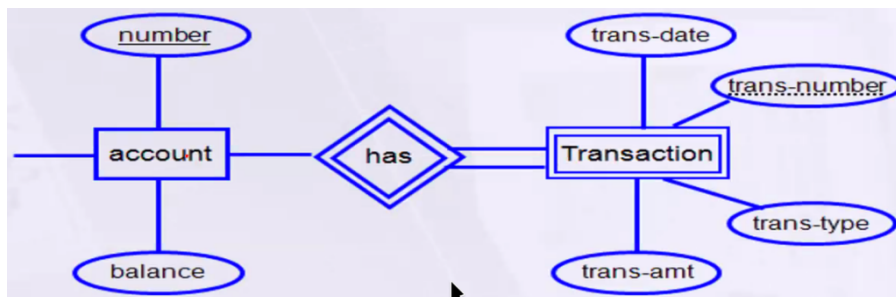 number
trans-date
trans-number
account
has
Transaction
trans-type
balance
trans-amt